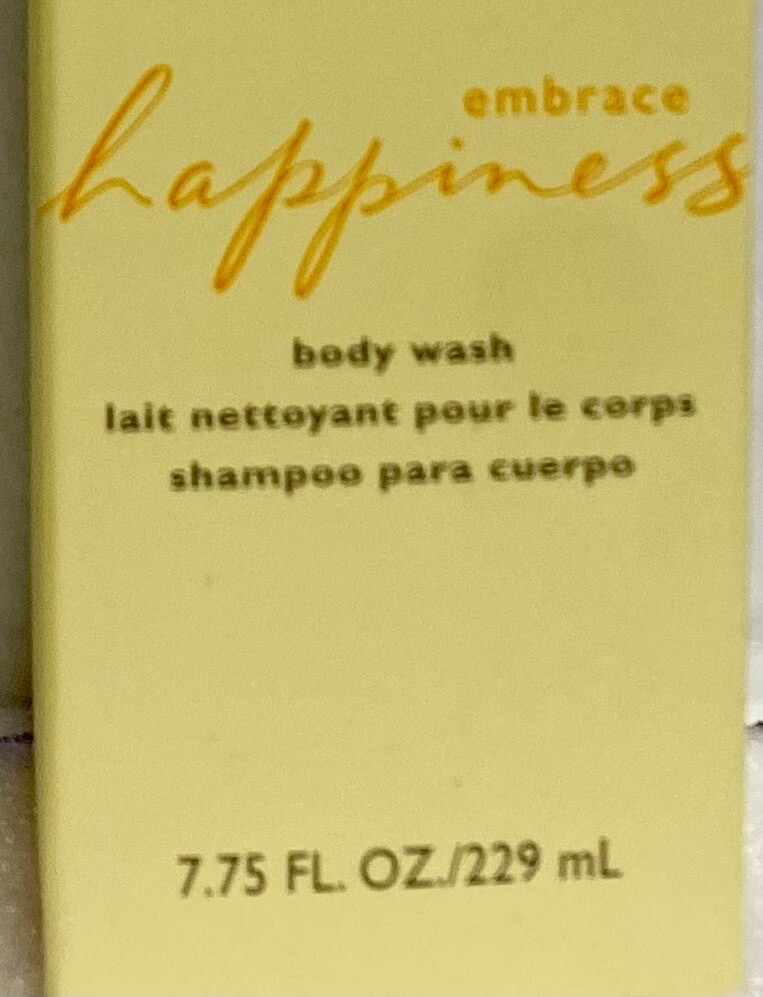 embrace
happiness
body wash
lait nettoyant pour le corps
shampoo para cuerpo
7.75 FL. OZ./229 mL